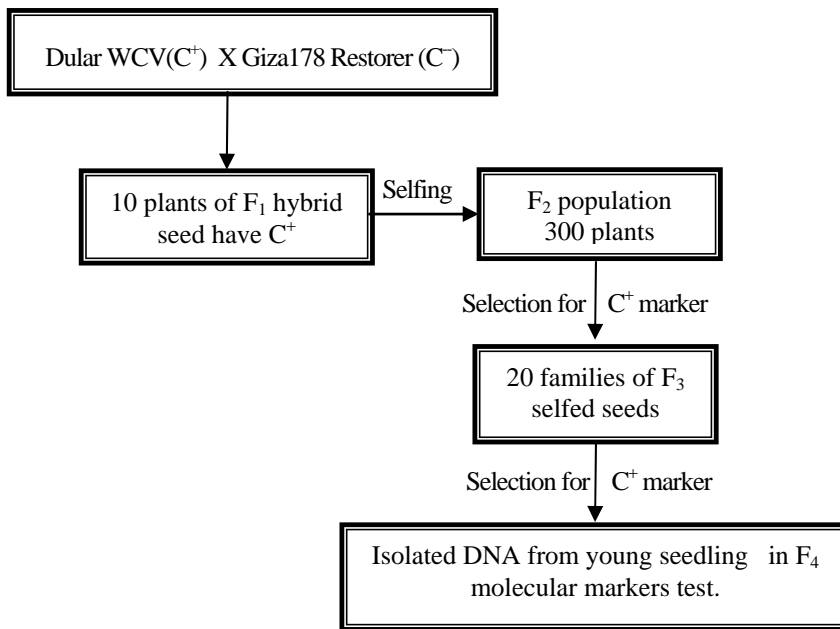 Dular WCV(C⁺) X Giza178 Restorer (C⁻)
10 plants of F₁ hybrid
seed have C⁺
Selfing
F₂ population
300 plants
Selection for C⁺ marker
20 families of F₃
selfed seeds
Selection for C⁺ marker
Isolated DNA from young seedling in F₄
molecular markers test.